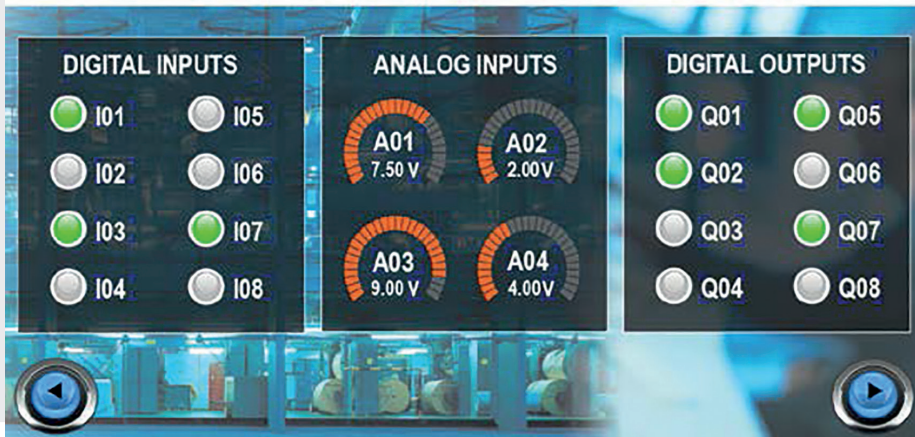 DIGITAL INPUTS
I01
I05
I02
I06
I03
I07
I04
I08
ANALOG INPUTS
A01
7.50 V
A02
2.00 V
A03
9.00 V
A04
4.00 V
DIGITAL OUTPUTS
Q01
Q05
Q02
Q06
Q03
Q07
Q04
Q08